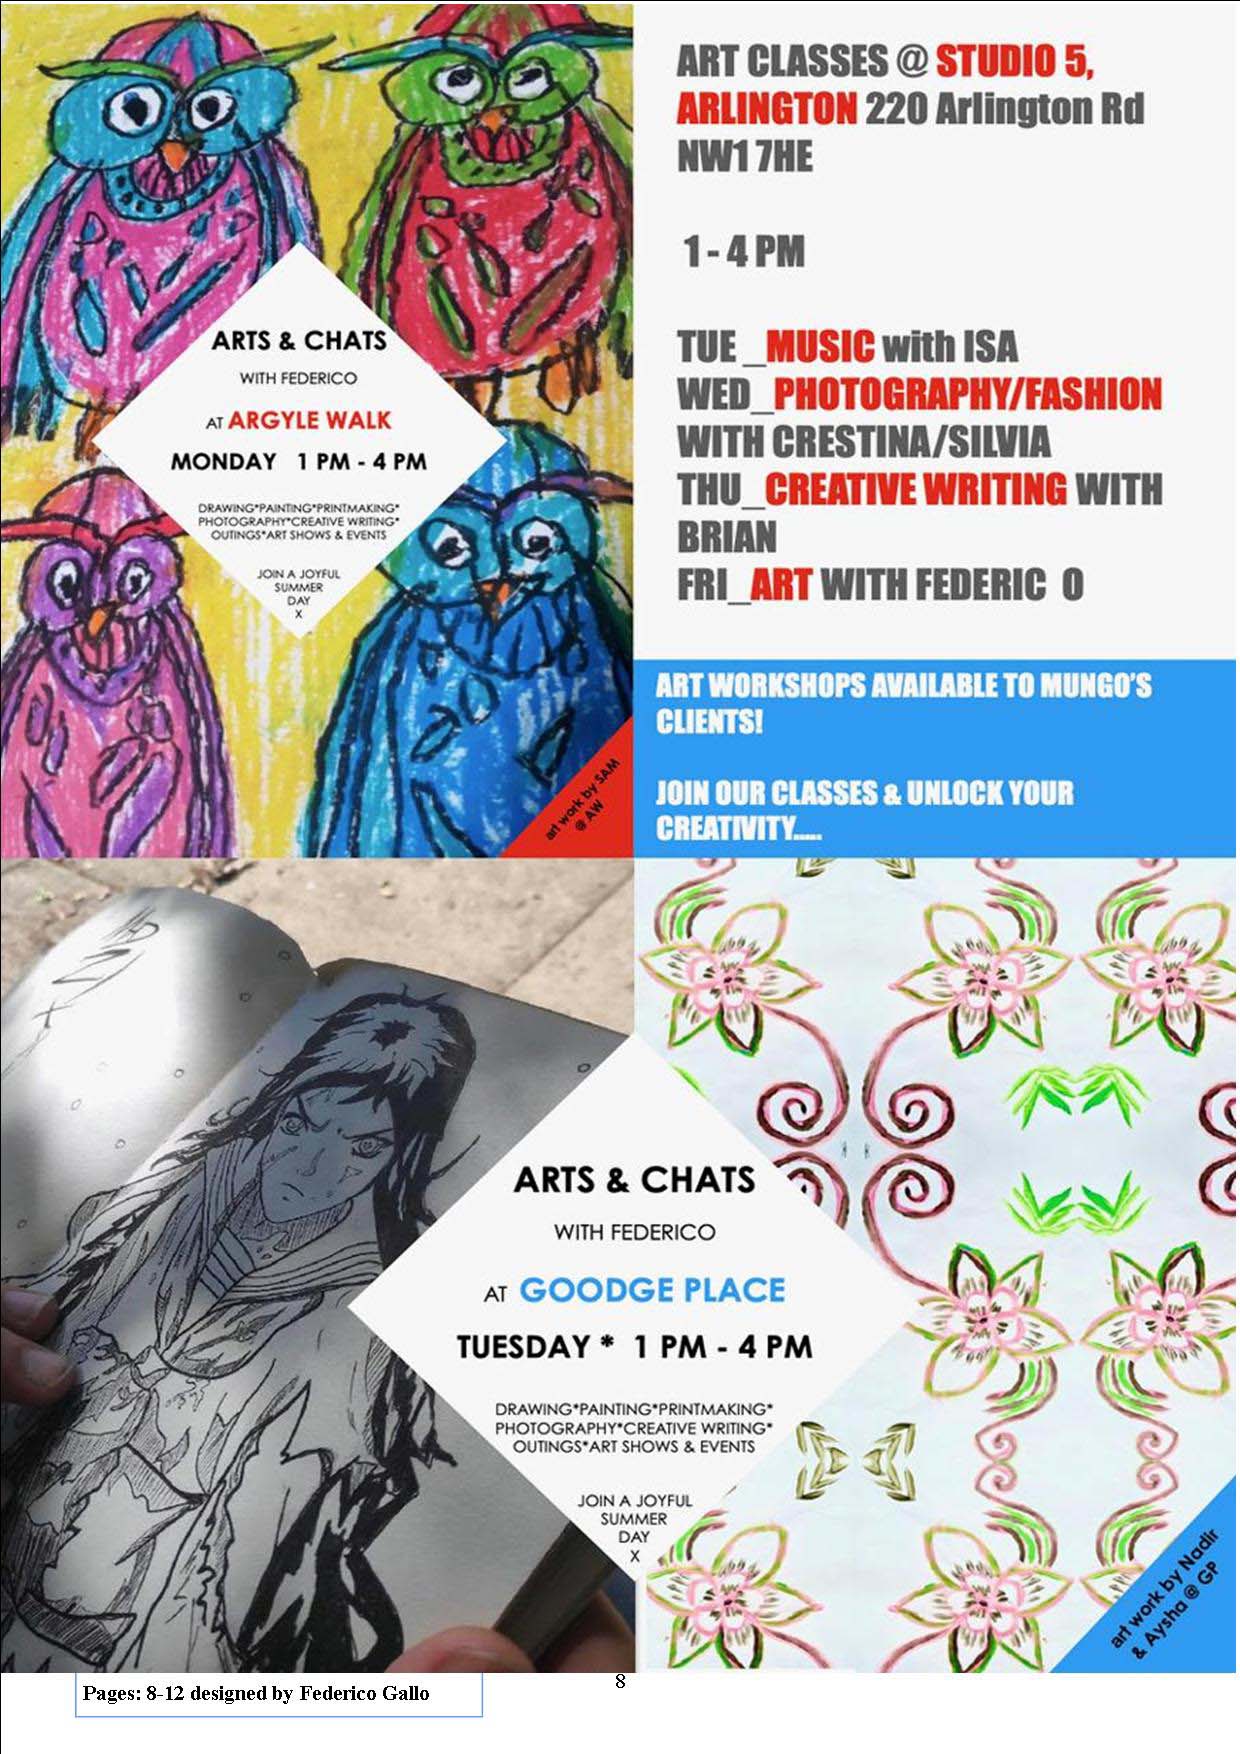 ARTS & CHATS
WITH FEDERICO
AT ARGYLE WALK
MONDAY 1 PM - 4 PM
DRAWING*PAINTING*PRINTMAKING*
PHOTOGRAPHY*CREATIVE WRITING*
OUTINGS*ART SHOWS & EVENTS
JOIN A JOYFUL
SUMMER
DAY
X
art work by SAM
@ AW
ART CLASSES @ STUDIO 5,
ARLINGTON 220 Arlington Rd
NW1 7HE
1 - 4 PM
TUE _MUSIC with ISA
WED_PHOTOGRAPHY/FASHION
WITH CRESTINA/SILVIA
THU_CREATIVE WRITING WITH
BRIAN
FRI_ART WITH FEDERIC O
ART WORKSHOPS AVAILABLE TO MUNGO'S
CLIENTS!
JOIN OUR CLASSES & UNLOCK YOUR
CREATIVITY.....
ARTS & CHATS
WITH FEDERICO
AT GOODGE PLACE
TUESDAY * 1 PM - 4 PM
DRAWING*PAINTING*PRINTMAKING*
PHOTOGRAPHY*CREATIVE WRITING*
OUTINGS*ART SHOWS & EVENTS
JOIN A JOYFUL
SUMMER
DAY
X
art work by Nadir
& Aysha @ GP
8
Pages: 8-12 designed by Federico Gallo